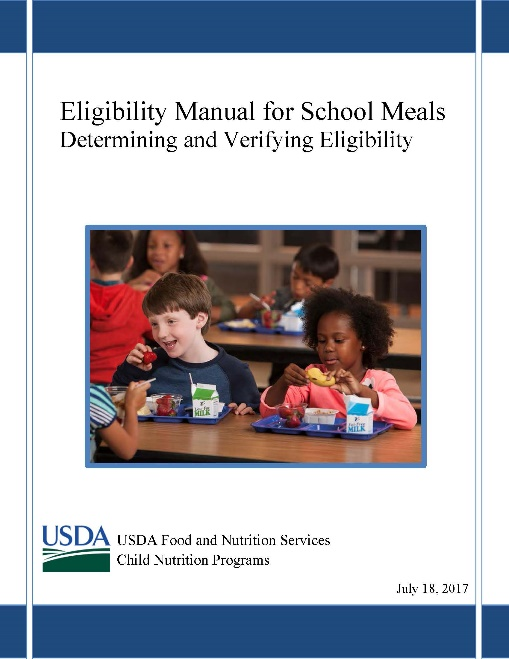 Eligibility Manual for School Meals
Determining and Verifying Eligibility
MILK
MILK
USDA
USDA Food and Nutrition Services
Child Nutrition Programs
July 18, 2017